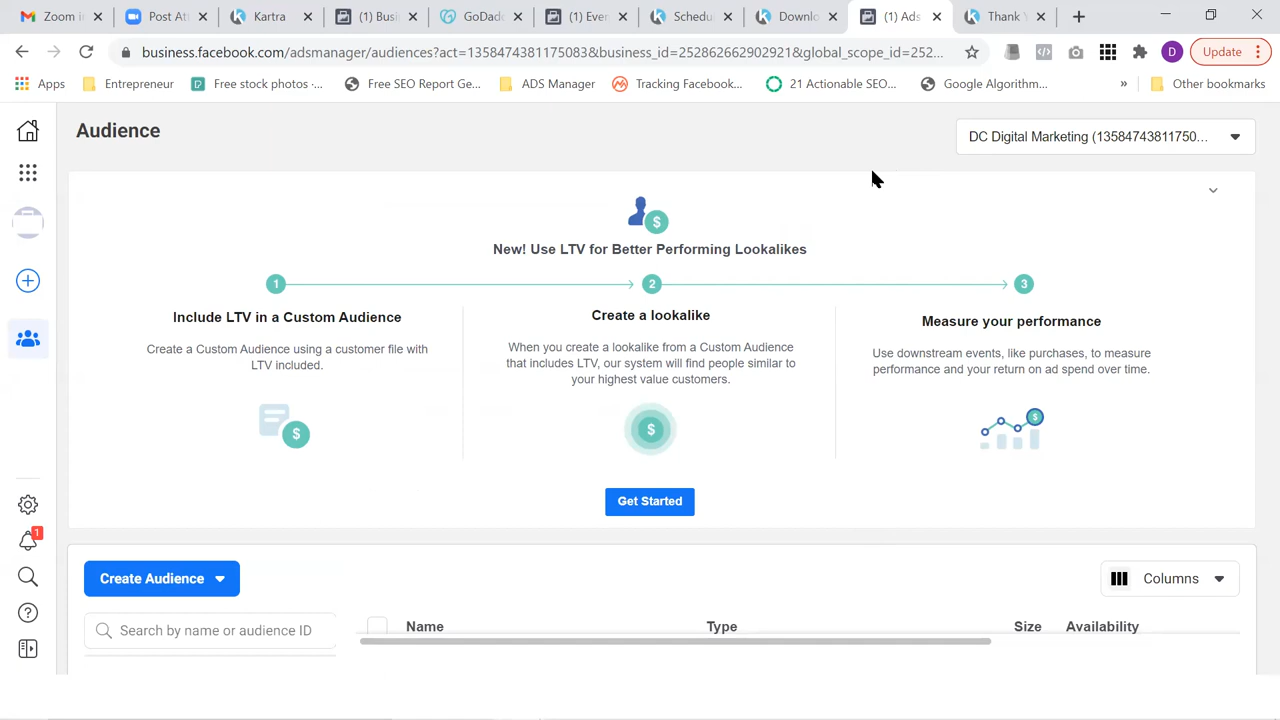 Zoom in
Post At
Kartra
(1) Busi
GoDad
(1) Ever
Schedu
Downlo
(1) Ads
Thank Y
business.facebook.com/adsmanager/audiences?act=1358474381175083&business_id=252862662902921&global_scope_id=252...
D
Update
Apps
Entrepreneur
Free stock photos ·...
Free SEO Report Ge...
ADS Manager
Tracking Facebook...
21 Actionable SEO...
Google Algorithm...
»
Other bookmarks
Audience
DC Digital Marketing (13584743811750...
$
New! Use LTV for Better Performing Lookalikes
1
2
3
Include LTV in a Custom Audience
Create a Custom Audience using a customer file with
LTV included.
$
Create a lookalike
When you create a lookalike from a Custom Audience
that includes LTV, our system will find people similar to
your highest value customers.
$
Measure your performance
Use downstream events, like purchases, to measure
performance and your return on ad spend over time.
$
Get Started
1
Create Audience
Columns
Search by name or audience ID
Name
Type
Size
Availability